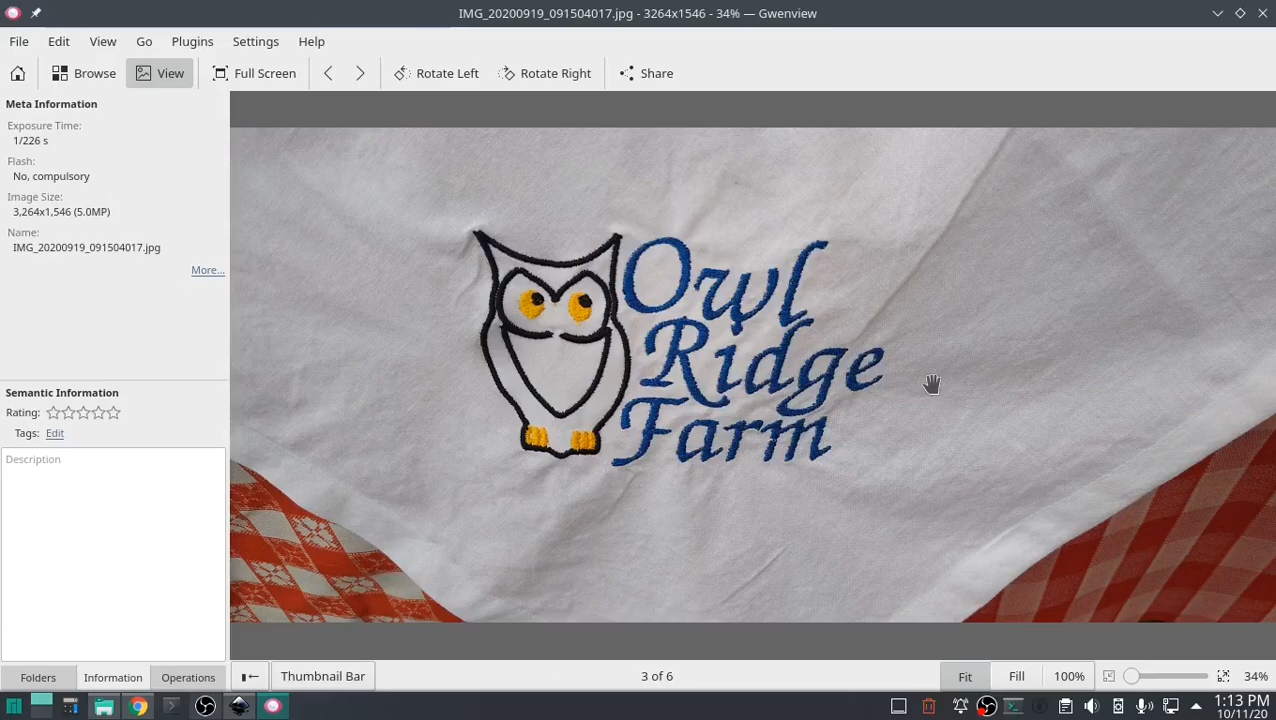 IMG_20200919_091504017.jpg - 3264x1546 - 34% — Gwenview
File Edit View Go Plugins Settings Help
Browse View Full Screen Rotate Left Rotate Right Share
Meta Information
Exposure Time:
1/226 s
Flash:
No, compulsory
Image Size:
3,264x1,546 (5.0MP)
Name:
IMG_20200919_091504017.jpg
More...
Semantic Information
Rating:
Tags: Edit
Description
Owl
Ridge
Farm
Folders Information Operations
Thumbnail Bar 3 of 6 Fit Fill 100% 34%
1:13 PM
10/11/20